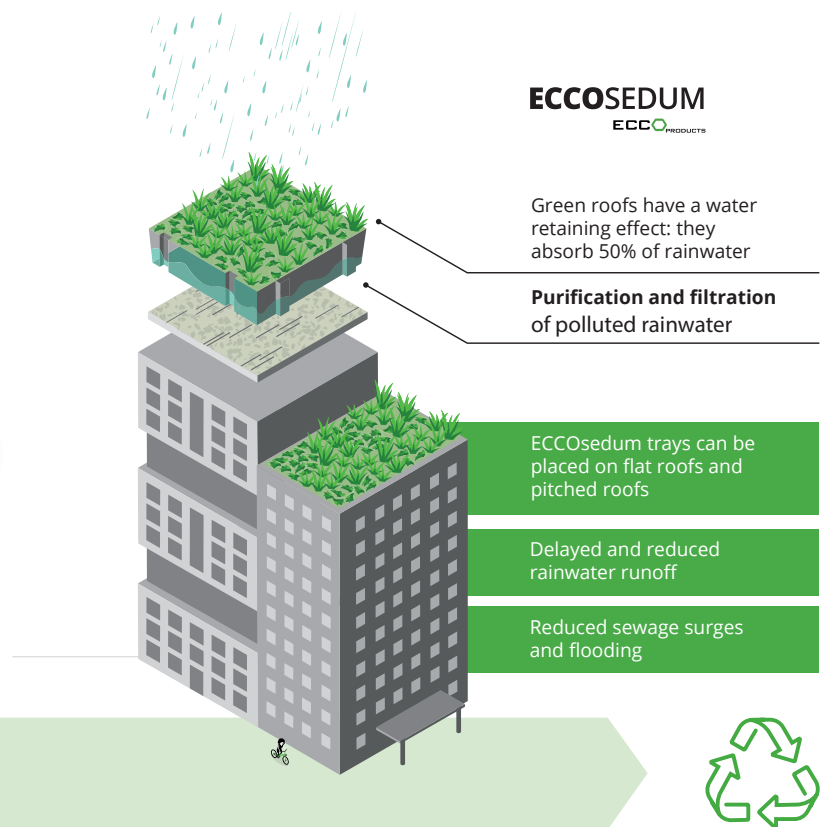 ECCOSEDUM
ECCO PRODUCTS
Green roofs have a water
retaining effect: they
absorb 50% of rainwater
Purification and filtration
of polluted rainwater
ECCOsedum trays can be
placed on flat roofs and
pitched roofs
Delayed and reduced
rainwater runoff
Reduced sewage surges
and flooding